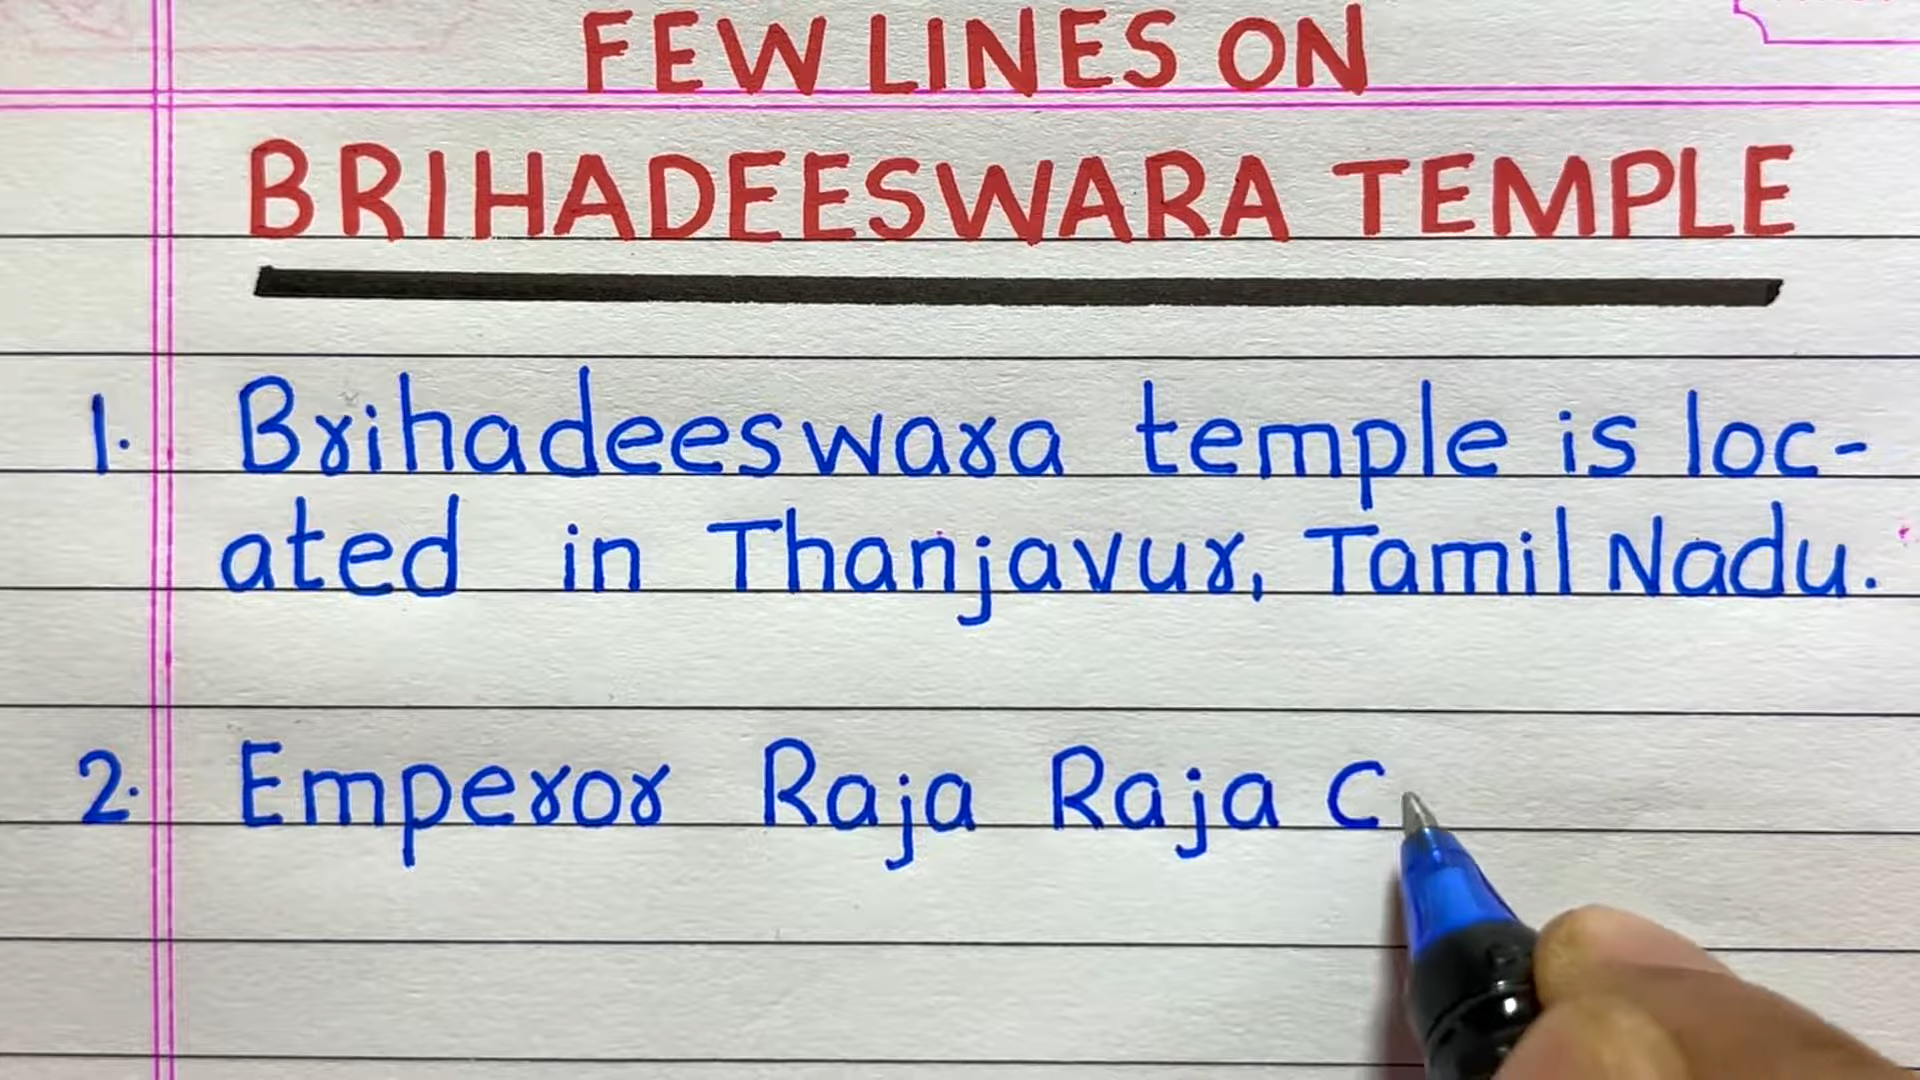 FEW LINES ON
BRIHADEESWARA TEMPLE
1. Brihadeeswara temple is loc-
ated in Thanjavur, Tamil Nadu.
2. Emperor Raja Raja C